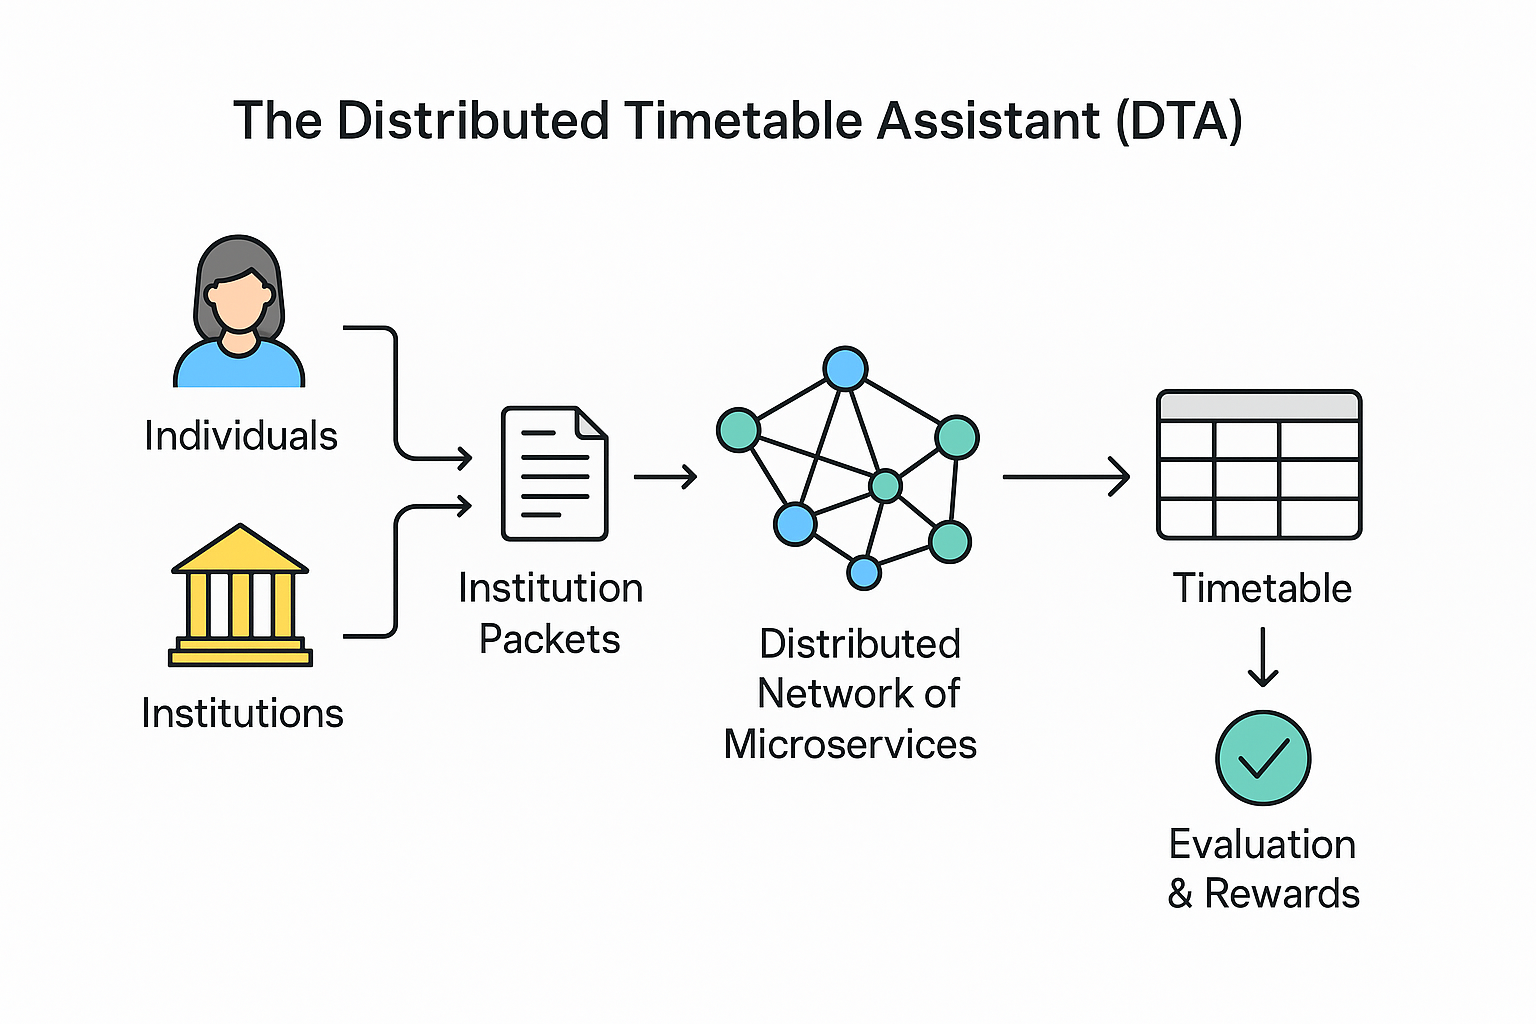 The Distributed Timetable Assistant (DTA)
Individuals
Institutions
Institution
Packets
Distributed
Network of
Microservices
Timetable
Evaluation
& Rewards